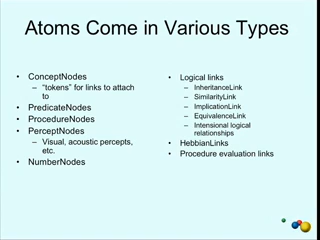 Atoms Come in Various Types
• ConceptNodes
– "tokens" for links to attach
to
• PredicateNodes
• ProcedureNodes
• PerceptNodes
– Visual, acoustic percepts,
etc.
• NumberNodes
• Logical links
– InheritanceLink
– SimilarityLink
– ImplicationLink
– EquivalenceLink
– Intensional logical
relationships
• HebbianLinks
• Procedure evaluation links